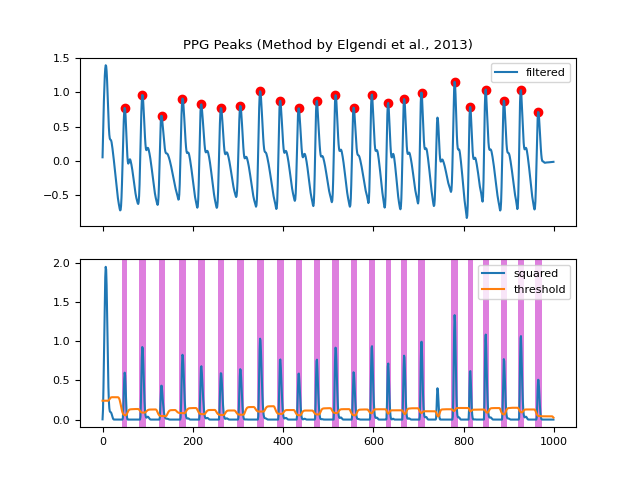 PPG Peaks (Method by Elgendi et al., 2013)
1.5
filtered
1.0
0.5
0.0
−0.5
2.0
squared
threshold
1.5
1.0
0.5
0.0
0 200 400 600 800 1000